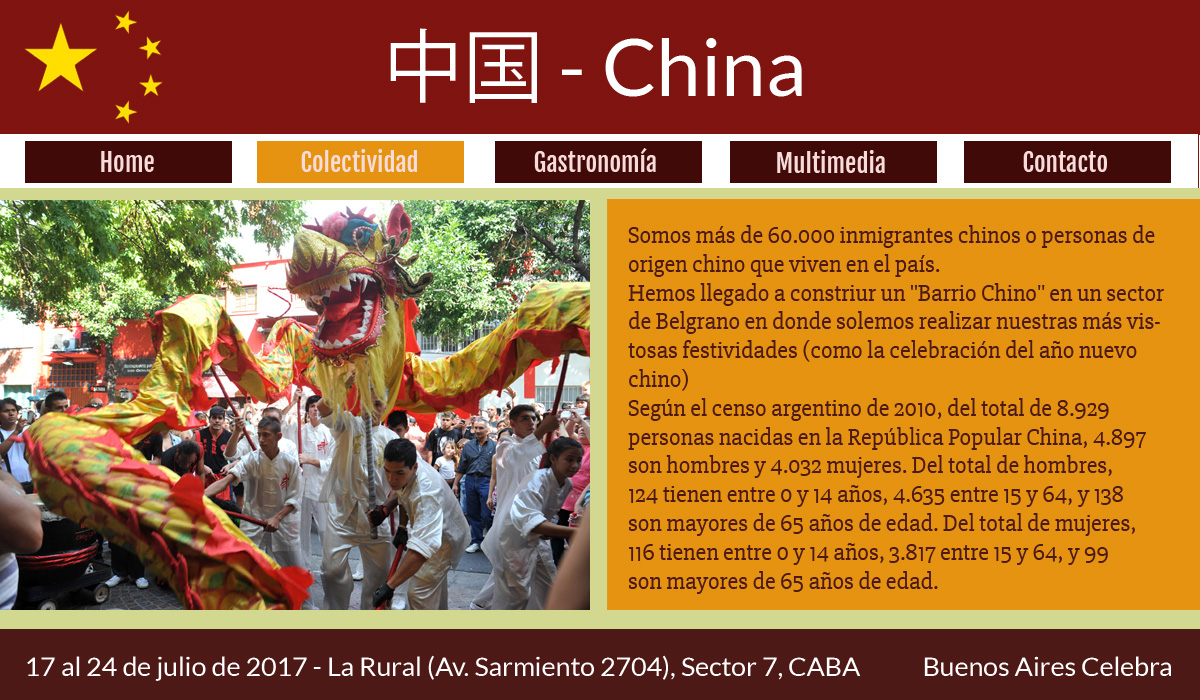 中国 - China
Home
Colectividad
Gastronomía
Multimedia
Contacto
Somos más de 60.000 inmigrantes chinos o personas de
origen chino que viven en el país.
Hemos llegado a constriur un "Barrio Chino" en un sector
de Belgrano en donde solemos realizar nuestras más vis-
tosas festividades (como la celebración del año nuevo
chino)
Según el censo argentino de 2010, del total de 8.929
personas nacidas en la República Popular China, 4.897
son hombres y 4.032 mujeres. Del total de hombres,
124 tienen entre 0 y 14 años, 4.635 entre 15 y 64, y 138
son mayores de 65 años de edad. Del total de mujeres,
116 tienen entre 0 y 14 años, 3.817 entre 15 y 64, y 99
son mayores de 65 años de edad.
17 al 24 de julio de 2017 - La Rural (Av. Sarmiento 2704), Sector 7, CABA
Buenos Aires Celebra